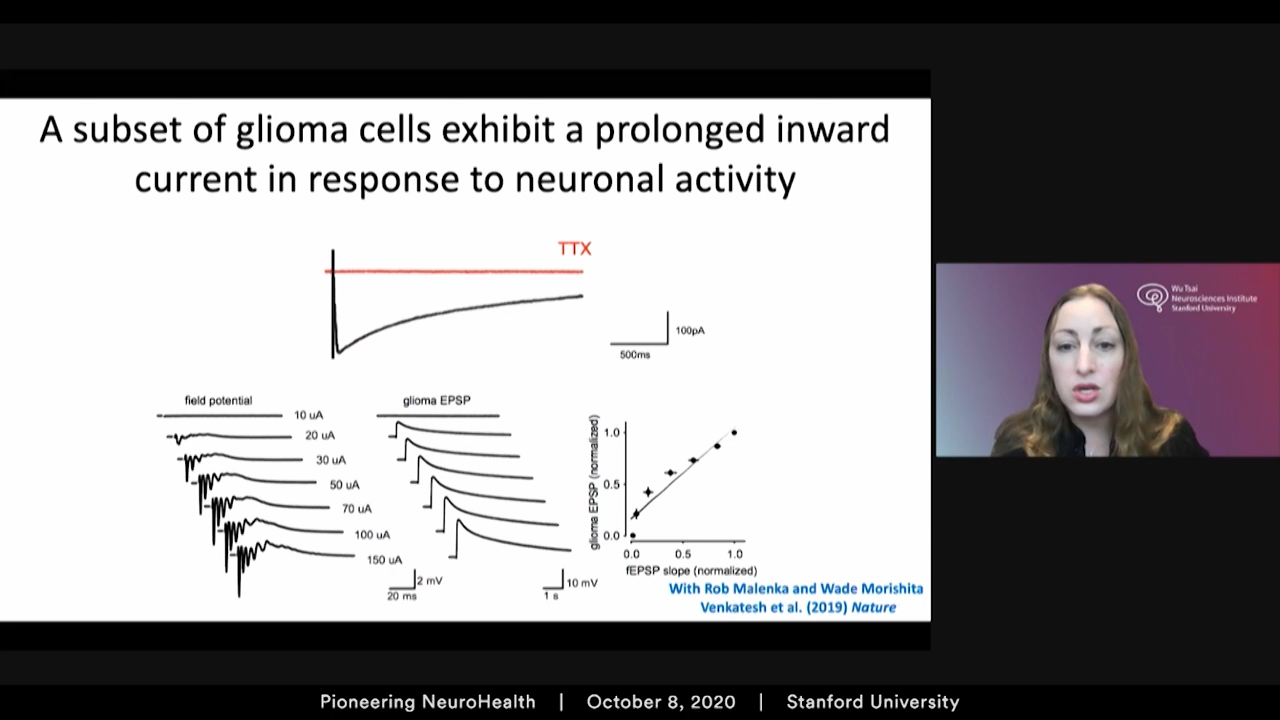 A subset of glioma cells exhibit a prolonged inward
current in response to neuronal activity
TTX
100pA
500ms
field potential
glioma EPSP
10 uA
20 uA
30 uA
50 uA
70 uA
100 uA
150 uA
2 mV
20 ms
10 mV
1 s
glioma EPSP (normalized)
1.0
0.5
0.0
0.0 0.5 1.0
fEPSP slope (normalized)
With Rob Malenka and Wade Morishita
Venkatesh et al. (2019) Nature
Wu Tsai
Neurosciences Institute
Stanford University
Pioneering NeuroHealth | October 8, 2020 | Stanford University